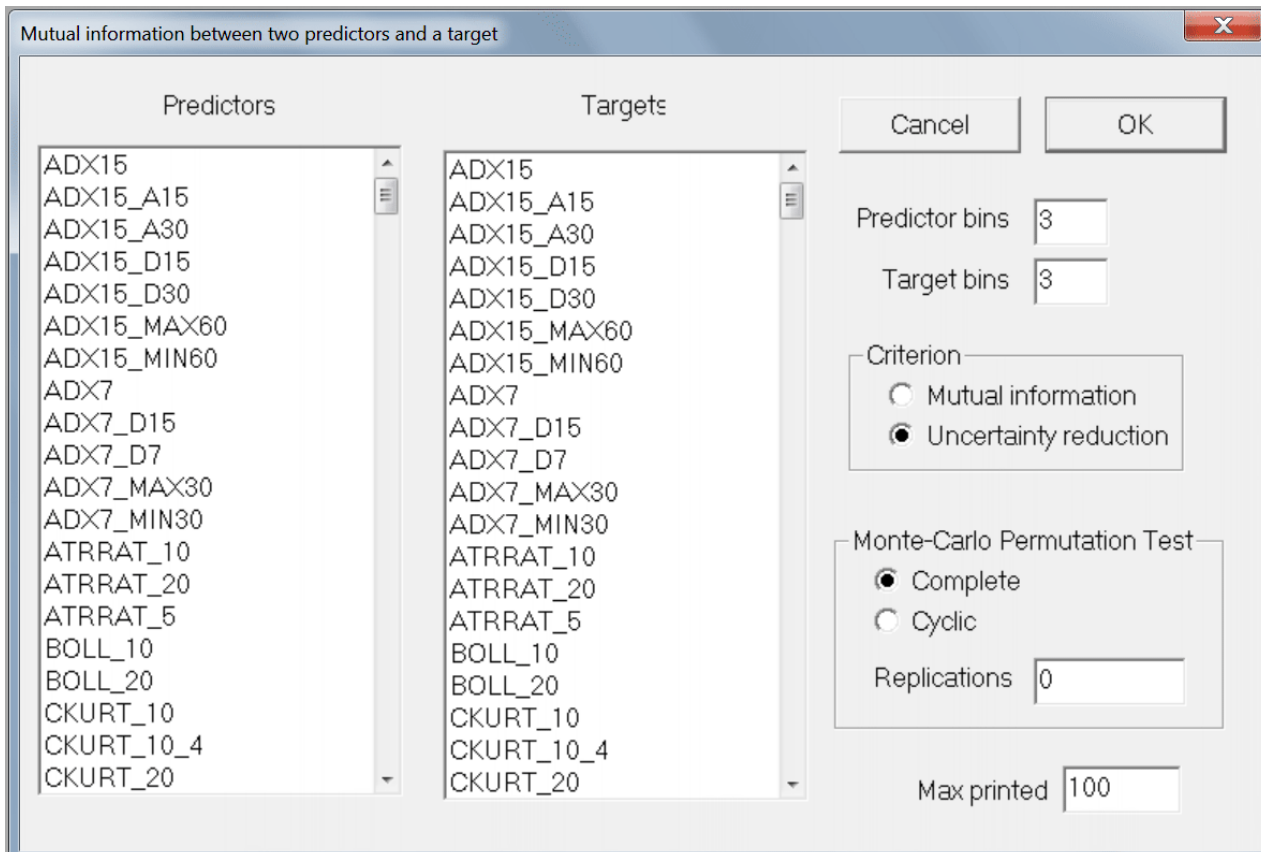 Mutual information between two predictors and a target
X
Predictors
ADX15
ADX15_A15
ADX15_A30
ADX15_D15
ADX15_D30
ADX15_MAX60
ADX15_MIN60
ADX7
ADX7_D15
ADX7_D7
ADX7_MAX30
ADX7_MIN30
ATRRAT_10
ATRRAT_20
ATRRAT_5
BOLL_10
BOLL_20
CKURT_10
CKURT_10_4
CKURT_20
Targets
ADX15
ADX15_A15
ADX15_A30
ADX15_D15
ADX15_D30
ADX15_MAX60
ADX15_MIN60
ADX7
ADX7_D15
ADX7_D7
ADX7_MAX30
ADX7_MIN30
ATRRAT_10
ATRRAT_20
ATRRAT_5
BOLL_10
BOLL_20
CKURT_10
CKURT_10_4
CKURT_20
Cancel OK
Predictor bins 3
Target bins 3
Criterion
Mutual information
Uncertainty reduction
Monte-Carlo Permutation Test
Complete
Cyclic
Replications 0
Max printed 100